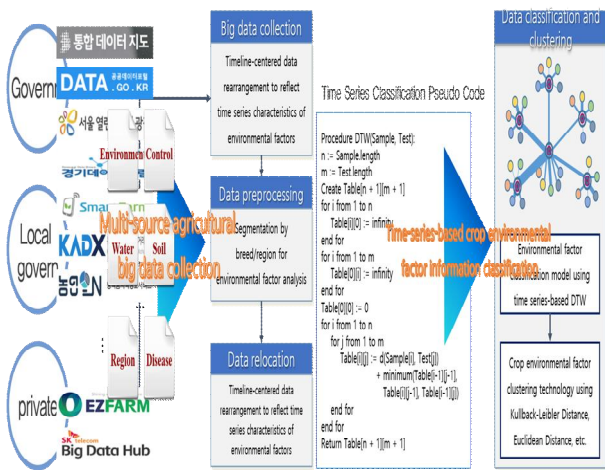 통합 데이터 지도
Govern
DATA 공공데이터포털
.GO.KR
서울 열린 광
Environment
Control
경기데이터
Smar Farm
Local
govern
KADX
농업ON
Water
Soil
Multi-source agricultural
big data collection
Region
Disease
private
EZFARM
SK telecom
Big Data Hub
Big data collection
Timeline-centered data
rearrangement to reflect
time series characteristics of
environmental factors
Data preprocessing
Segmentation by
breed/region for
environmental factor analysis
Data relocation
Timeline-centered data
rearrangement to reflect time
series characteristics of
environmental factors
Time Series Classification Pseudo Code
Procedure DTW(Sample, Test):
n := Sample.length
m := Test.length
Create Table[n + 1][m + 1]
for i from 1 to n
Table[i][0] := infinity
end for
for i from 1 to m
Table[0][i] := infinity
end for
Table[0][0] := 0
for i from 1 to n
for j from 1 to m
Table[i][j] := d(Sample[i], Test[j])
+ minimum(Table[i-1][j-1],
Table[i][j-1], Table[i-1][j])
end for
end for
Return Table[n + 1][m + 1]
Time-series-based crop environmental
factor information classification
Data classification and
clustering
Environmental factor
classification model using
time series-based DTW
Crop environmental factor
clustering technology using
Kullback-Leibler Distance,
Euclidean Distance, etc.